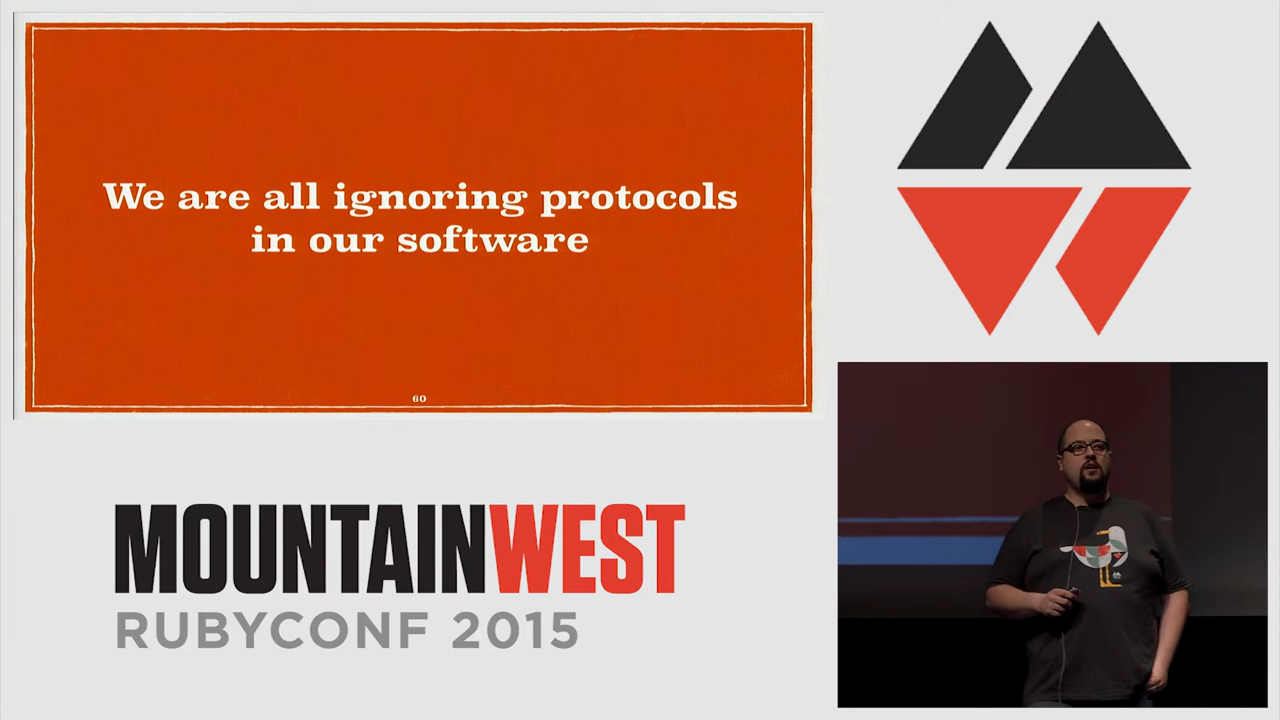 We are all ignoring protocols
in our software
60
MOUNTAINWEST
RUBYCONF 2015